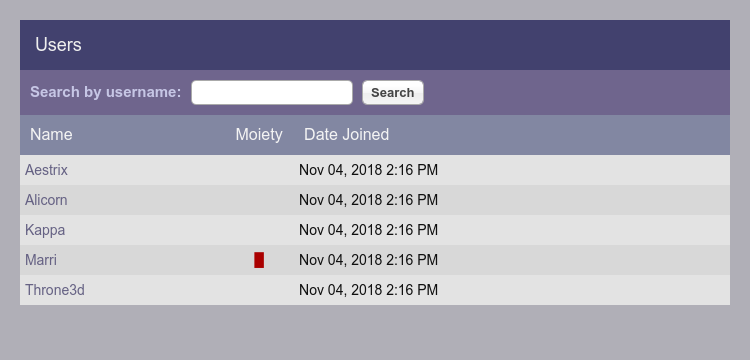 Users
Search by username: Search
Name Moiety Date Joined
Aestrix Nov 04, 2018 2:16 PM
Alicorn Nov 04, 2018 2:16 PM
Kappa Nov 04, 2018 2:16 PM
Marri Nov 04, 2018 2:16 PM
Throne3d Nov 04, 2018 2:16 PM